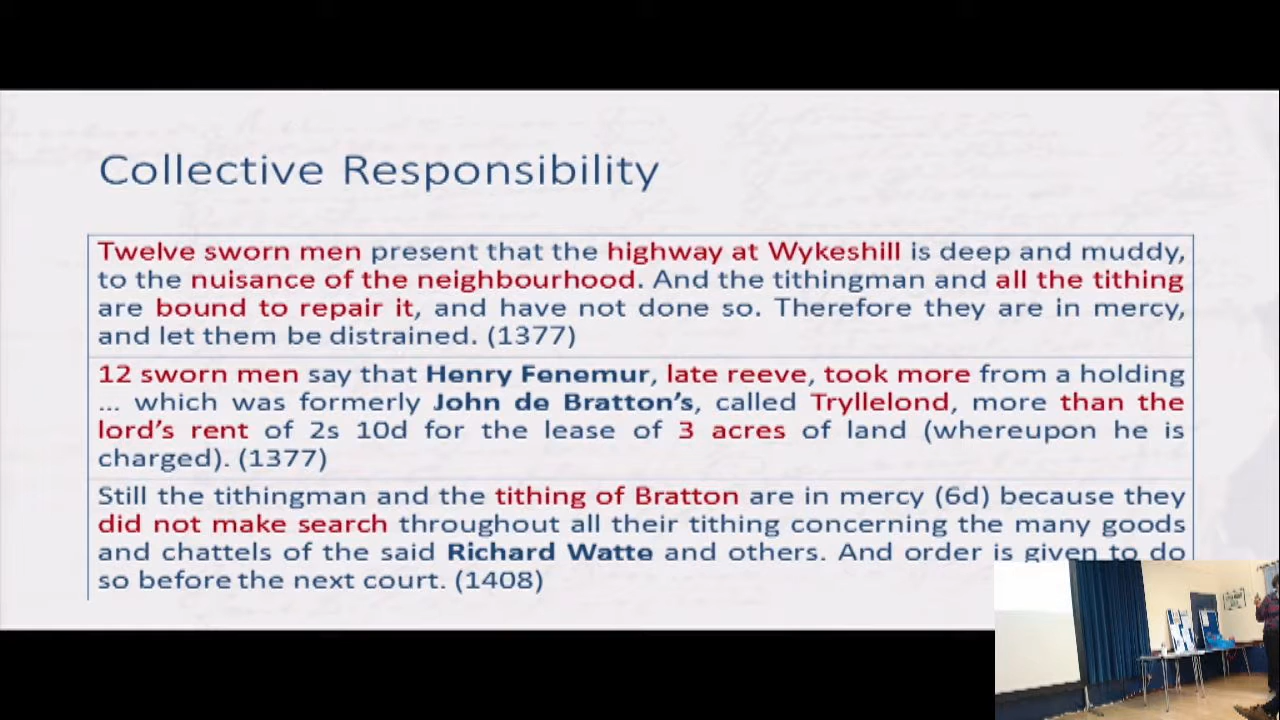 Collective Responsibility
Twelve sworn men present that the highway at Wykeshill is deep and muddy,
to the nuisance of the neighbourhood. And the tithingman and all the tithing
are bound to repair it, and have not done so. Therefore they are in mercy,
and let them be distrained. (1377)
12 sworn men say that Henry Fenemur, late reeve, took more from a holding
... which was formerly John de Bratton's, called Tryllelond, more than the
lord's rent of 2s 10d for the lease of 3 acres of land (whereupon he is
charged). (1377)
Still the tithingman and the tithing of Bratton are in mercy (6d) because they
did not make search throughout all their tithing concerning the many goods
and chattels of the said Richard Watte and others. And order is given to do
so before the next court. (1408)